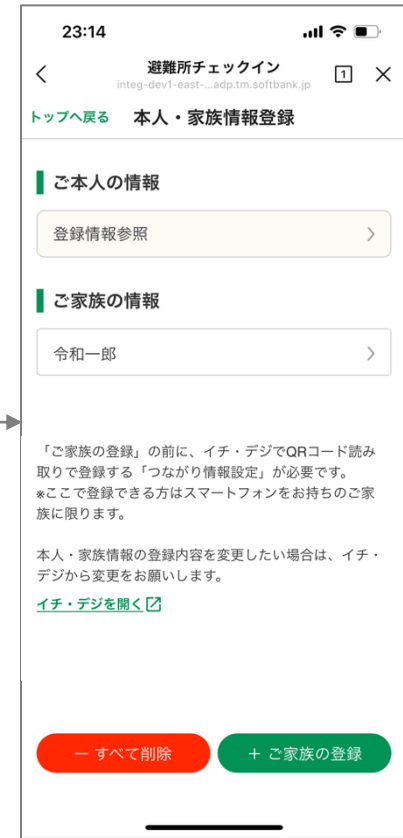 23:14
避難所チェックイン
integ-dev1-east-...adp.tm.softbank.jp
1
トップへ戻る 本人・家族情報登録
ご本人の情報
登録情報参照
ご家族の情報
令和一郎
「ご家族の登録」の前に、イチ・デジでQRコード読み
取りで登録する「つながり情報設定」が必要です。
※ここで登録できる方はスマートフォンをお持ちのご家
族に限ります。
本人・家族情報の登録内容を変更したい場合は、イチ・
デジから変更をお願いします。
イチ・デジを開く
ー すべて削除
+ ご家族の登録